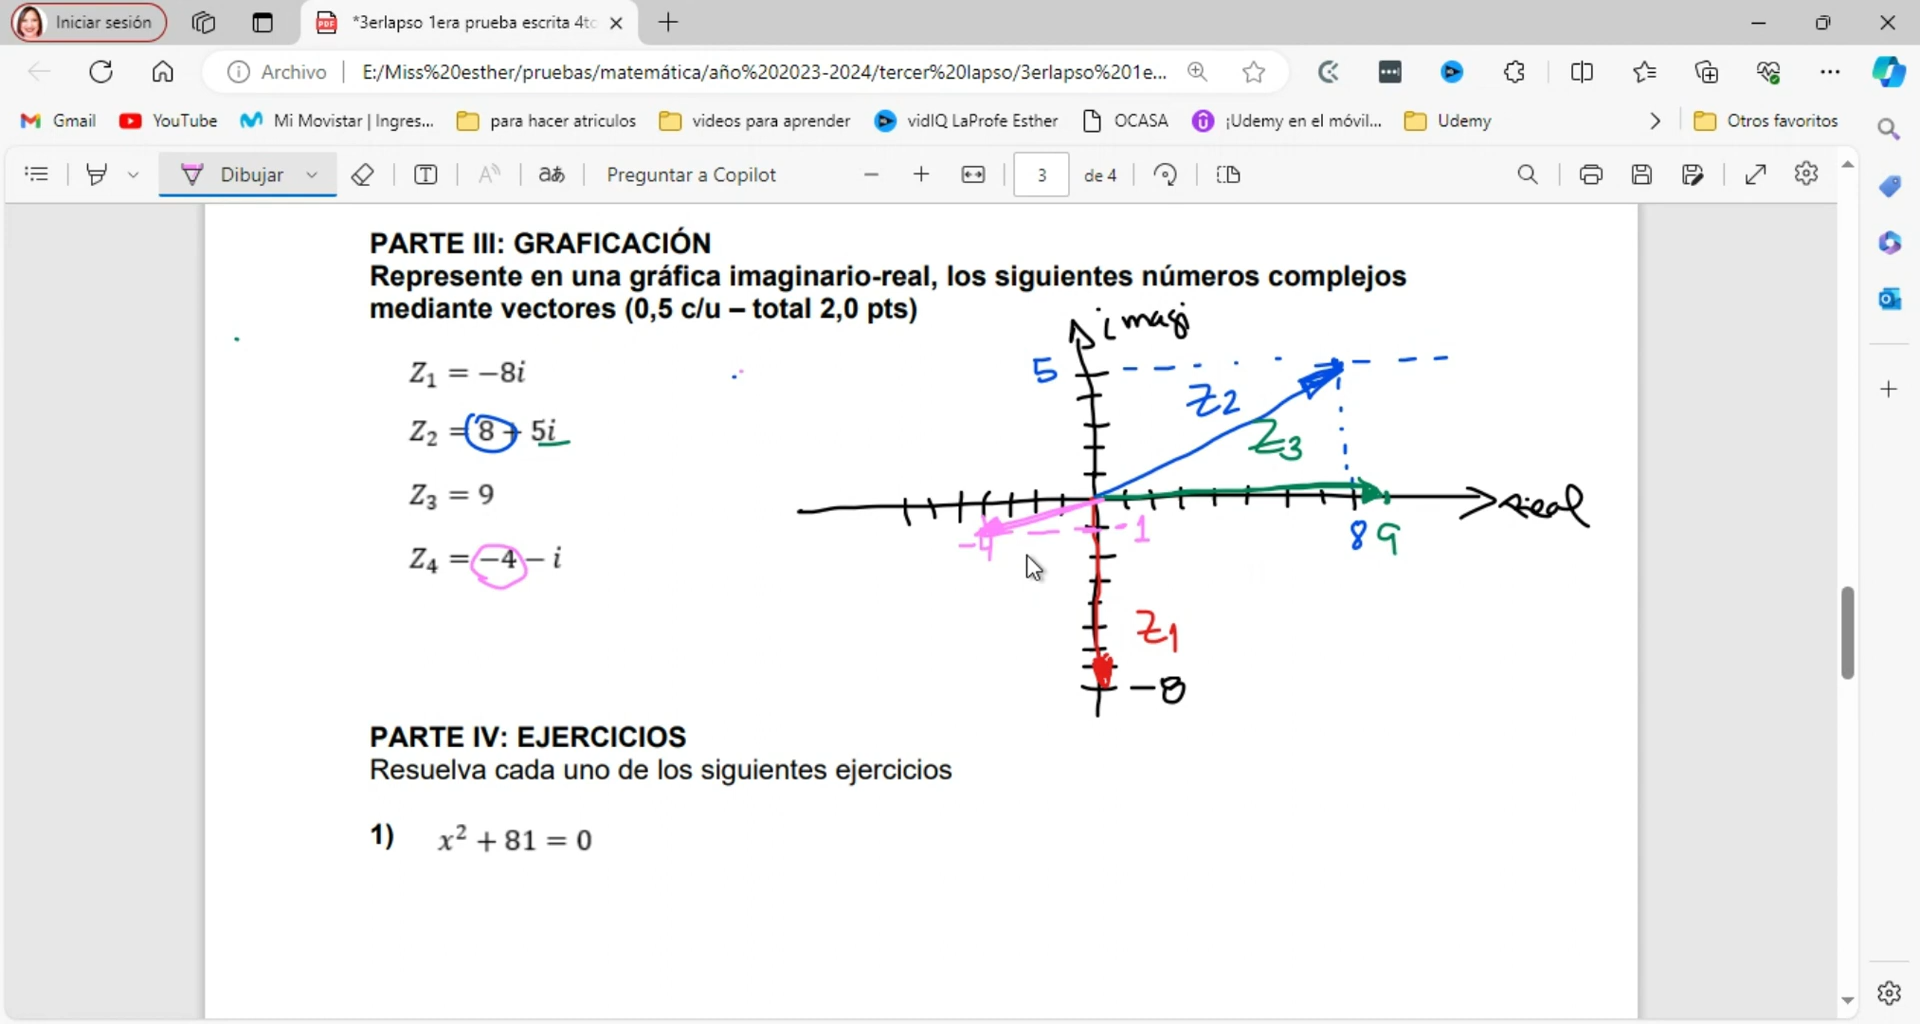 Iniciar sesión
*3erlapso 1era prueba escrita 4to
Archivo
E:/Miss%20esther/pruebas/matemática/año%202023-2024/tercer%20lapso/3erlapso%201e...
Gmail
YouTube
Mi Movistar | Ingres...
para hacer atriculos
videos para aprender
vidIQ LaProfe Esther
OCASA
¡Udemy en el móvil...
Udemy
Otros favoritos
Dibujar
aあ
Preguntar a Copilot
3
de 4
PARTE III: GRAFICACIÓN
Represente en una gráfica imaginario-real, los siguientes números complejos
mediante vectores (0,5 c/u – total 2,0 pts)
Z₁ = −8i
Z₂ = 8 + 5i
Z₃ = 9
Z₄ = −4 − i
imagi
5
Z2
Z3
real
-4
-1
8
9
Z1
-8
PARTE IV: EJERCICIOS
Resuelva cada uno de los siguientes ejercicios
1) x² + 81 = 0